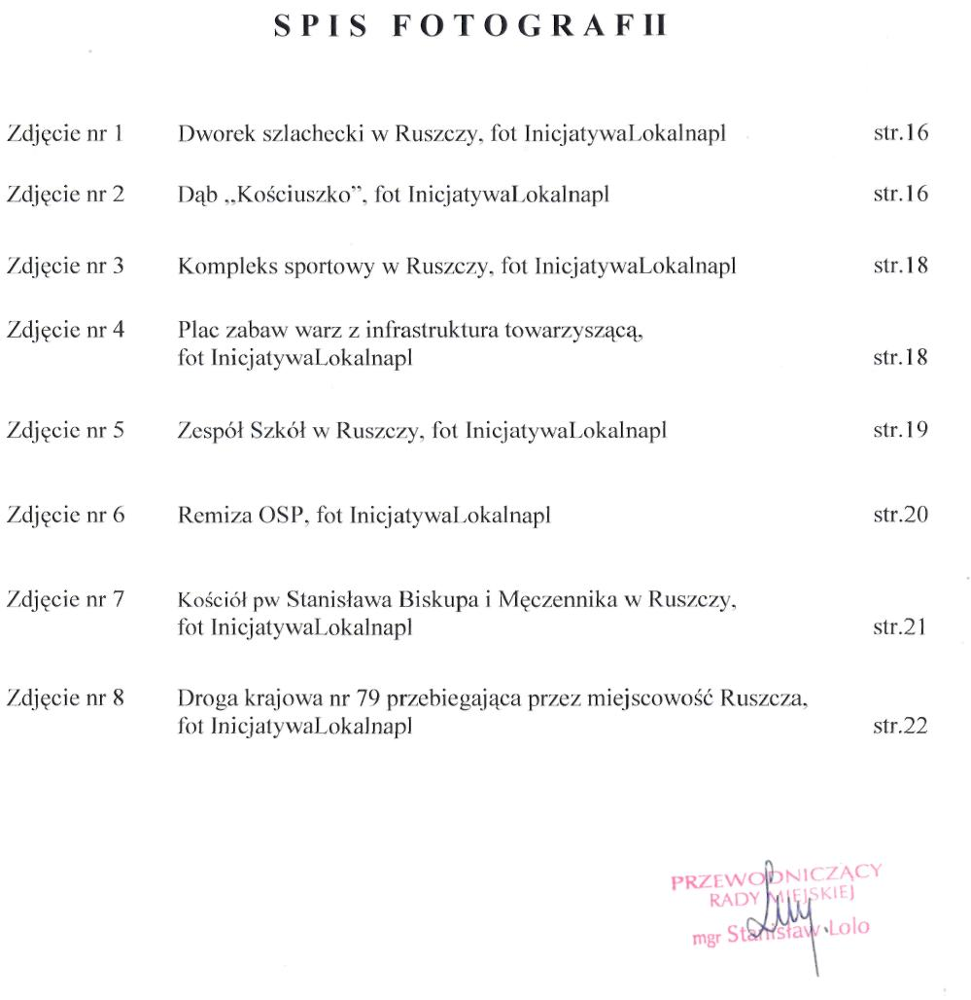 SPIS FOTOGRAFII
Zdjęcie nr 1 Dworek szlachecki w Ruszczy, fot InicjatywaLokalnapl str.16
Zdjęcie nr 2 Dąb „Kościuszko”, fot InicjatywaLokalnapl str.16
Zdjęcie nr 3 Kompleks sportowy w Ruszczy, fot InicjatywaLokalnapl str.18
Zdjęcie nr 4 Plac zabaw warz z infrastruktura towarzyszącą,
fot InicjatywaLokalnapl str.18
Zdjęcie nr 5 Zespół Szkół w Ruszczy, fot InicjatywaLokalnapl str.19
Zdjęcie nr 6 Remiza OSP, fot InicjatywaLokalnapl str.20
Zdjęcie nr 7 Kościół pw Stanisława Biskupa i Męczennika w Ruszczy,
fot InicjatywaLokalnapl str.21
Zdjęcie nr 8 Droga krajowa nr 79 przebiegająca przez miejscowość Ruszcza,
fot InicjatywaLokalnapl str.22
PRZEWODNICZĄCY
RADY MIEJSKIEJ
mgr Stanisław Lolo